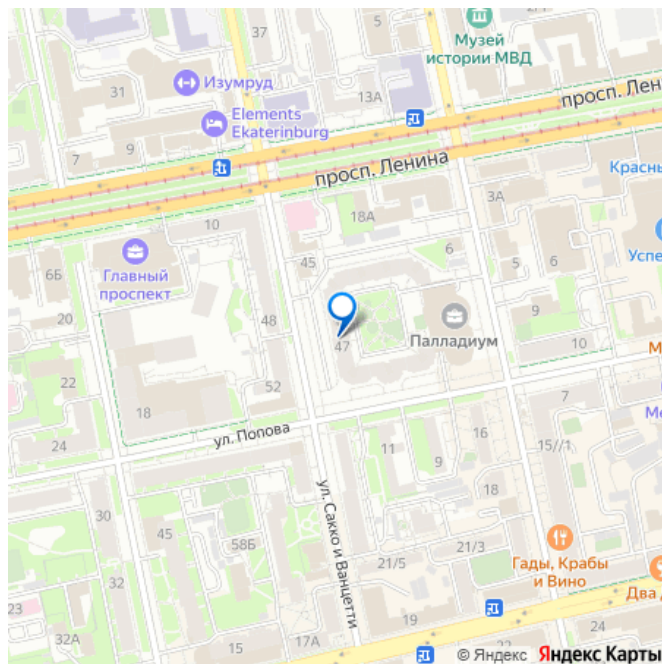 37
Музей
истории МВД
Изумруд
31
13А
просп. Лен
Elements
Ekaterinburg
7
9
просп. Ленина
Красны
3А
18А
10
Главный
проспект
6Б
45
6
5
6
Успе
20
48
9
10
Палладиум
47
М
22
52
7
Ме
18
ул. Попова
24
11
16
15//1
9
18
30
ул. Сакко и Ванцетти
45
58Б
21/3
21/5
Гады, Крабы
и Вино
32
Два д
23
19
32А
17А
24
15
© Яндекс Яндекс Карты